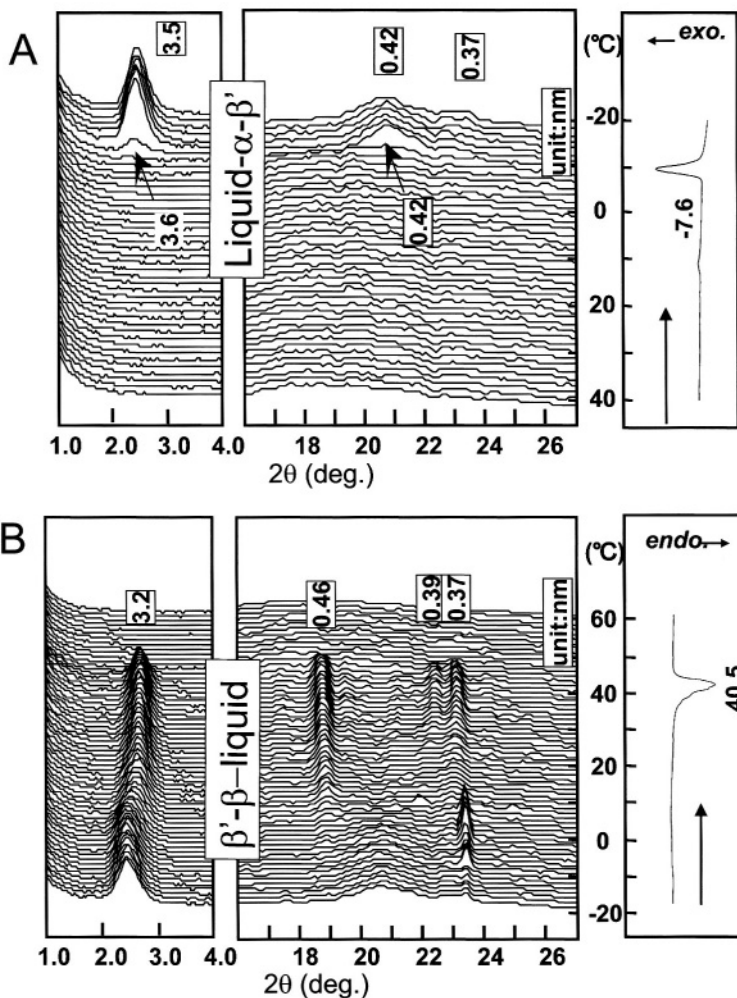 A
3.5
0.42
0.37
(°C)
exo.
Liquid-α-β'
unit:nm
3.6
0.42
-20
0
20
40
-7.6
1.0 2.0 3.0 4.0 18 20 22 24 26
2θ (deg.)
B
3.2
0.46
0.39
0.37
(°C)
endo.
β'-β-liquid
unit:nm
60
40
20
0
-20
40.5
1.0 2.0 3.0 4.0 18 20 22 24 26
2θ (deg.)